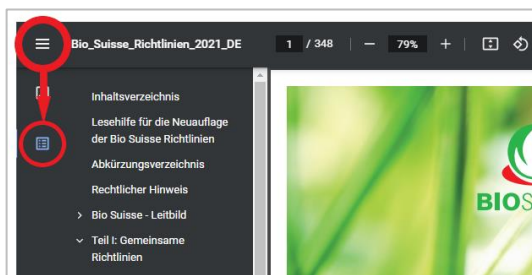 Bio_Suisse_Richtlinien_2021_DE 1 / 348 79%
Inhaltsverzeichnis
Lesehilfe für die Neuauflage
der Bio Suisse Richtlinien
Abkürzungsverzeichnis
Rechtlicher Hinweis
Bio Suisse - Leitbild
Teil I: Gemeinsame
Richtlinien
BIOS